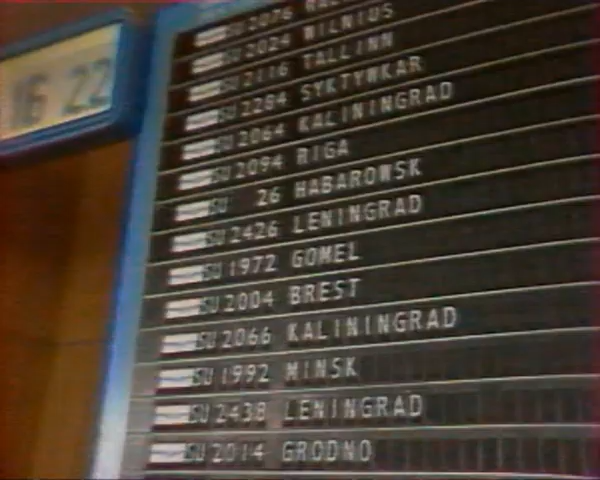 16 22
SU 2076
SU 2024 WILNIUS
SU 2116 TALLINN
SU 2284 SYKTYWKAR
SU 2064 KALININGRAD
SU 2094 RIGA
SU 26 HABAROWSK
SU 2426 LENINGRAD
SU 1972 GOMEL
SU 2004 BREST
SU 2066 KALININGRAD
SU 1992 MINSK
SU 2438 LENINGRAD
SU 2014 GRODNO